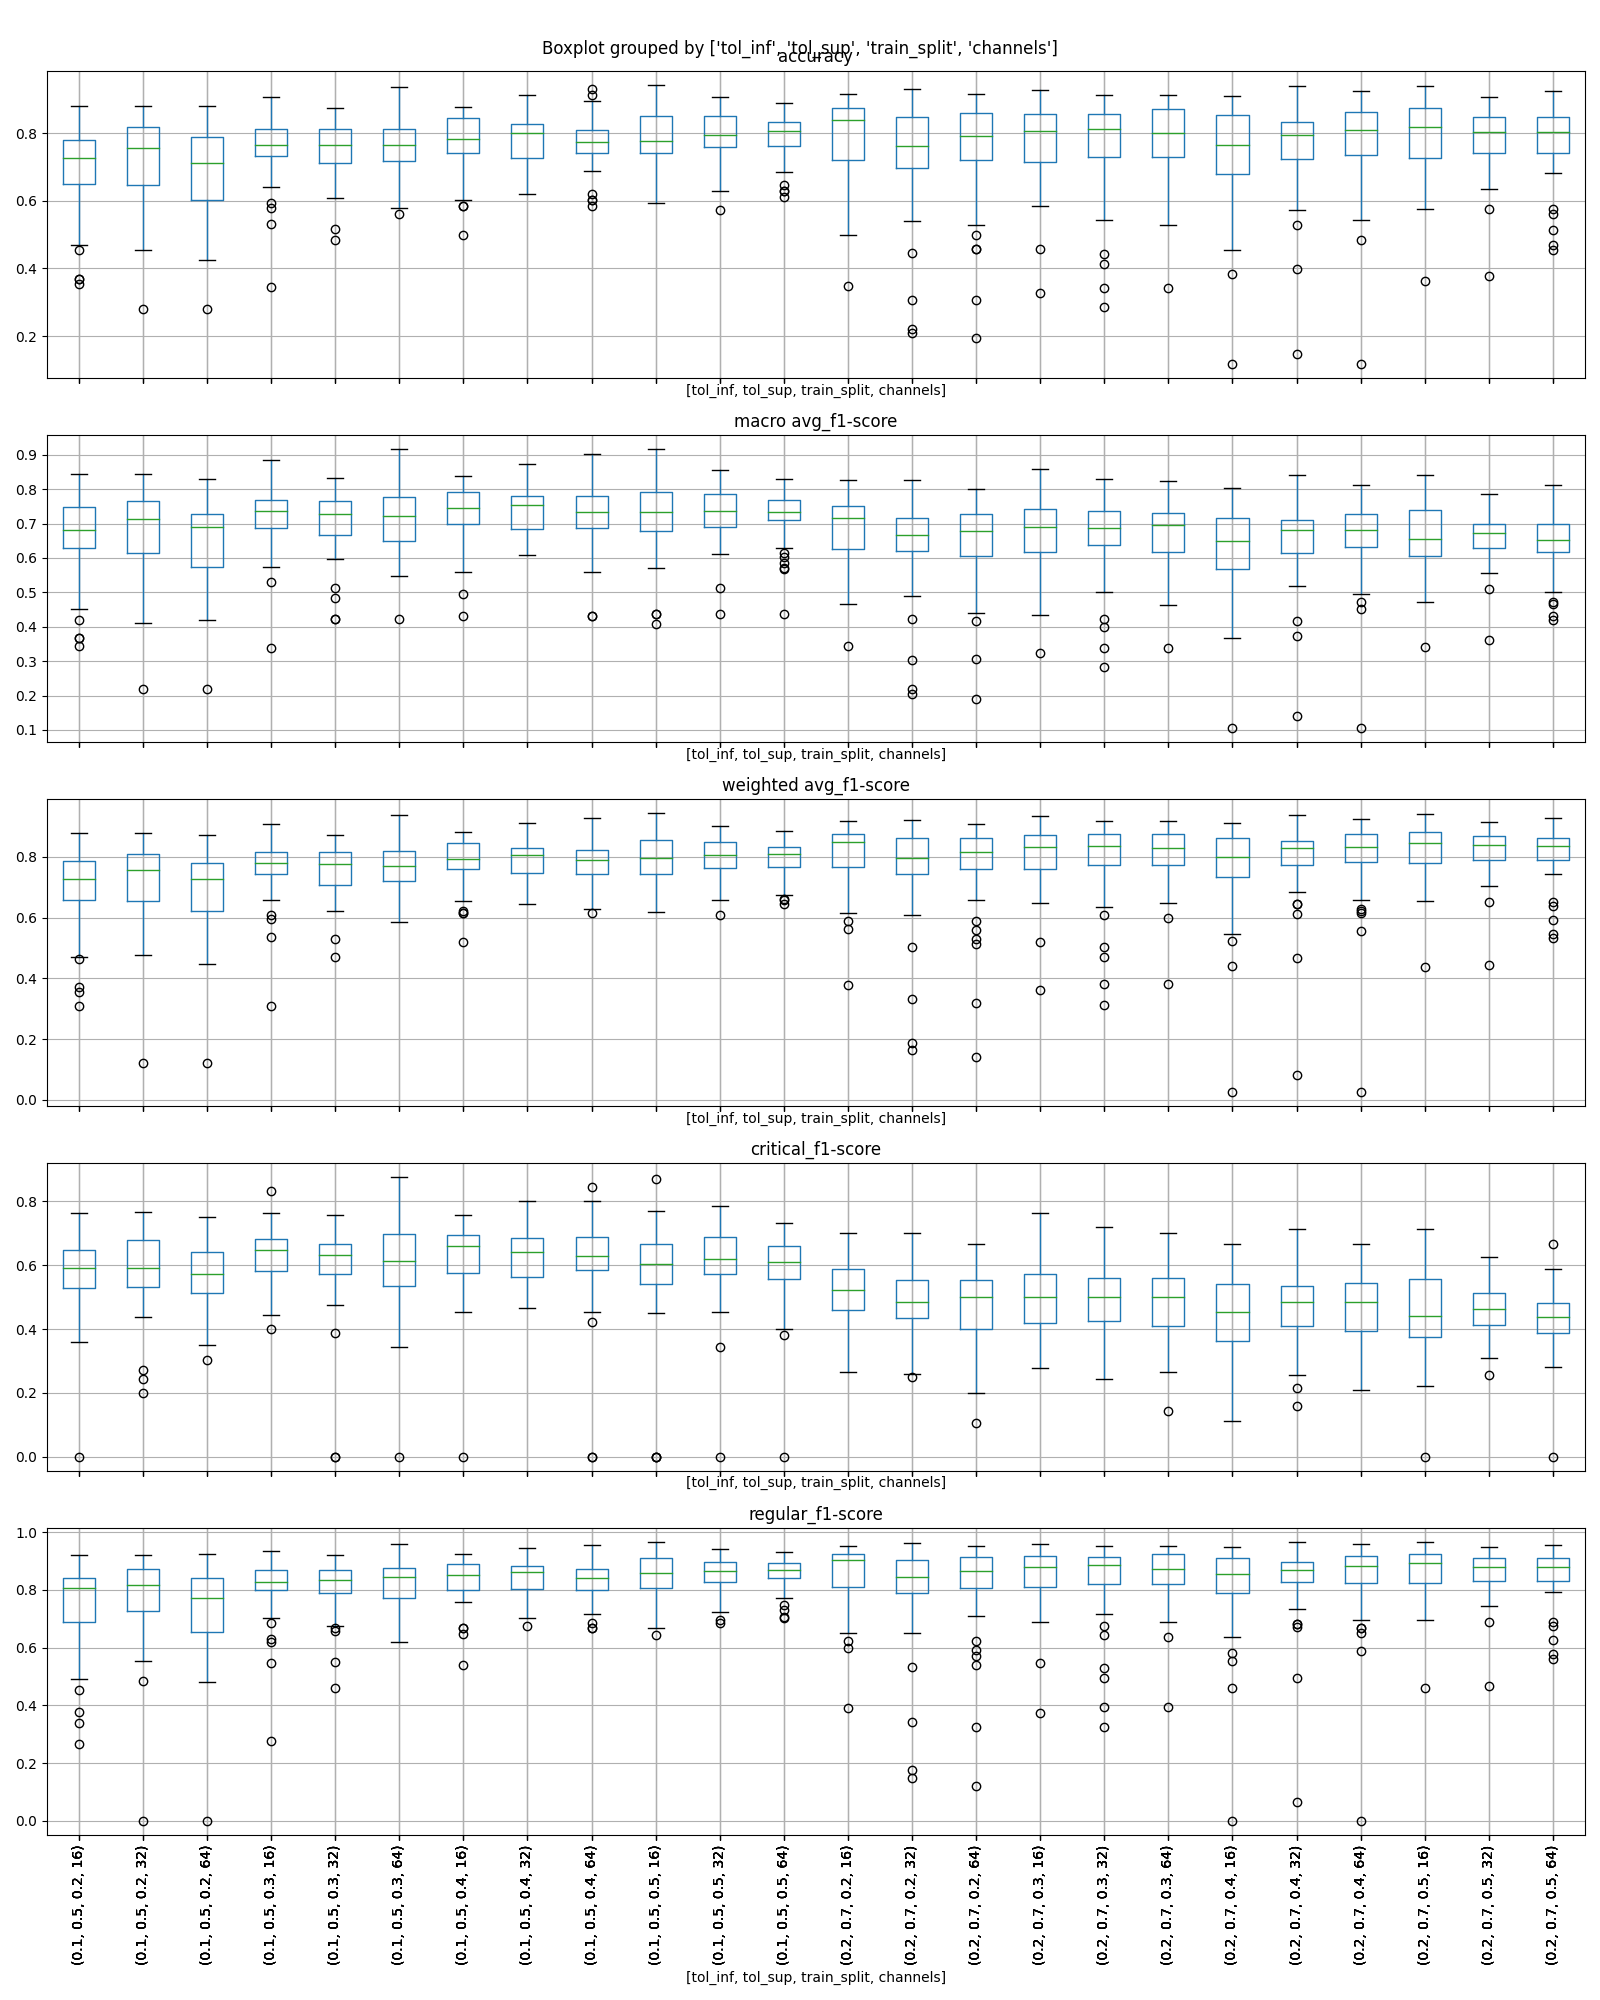 Boxplot grouped by ['tol_inf', 'tol_sup', 'train_split', 'channels']
accuracy
0.8
0.6
0.4
0.2
[tol_inf, tol_sup, train_split, channels]
macro avg_f1-score
0.9
0.8
0.7
0.6
0.5
0.4
0.3
0.2
0.1
[tol_inf, tol_sup, train_split, channels]
weighted avg_f1-score
0.8
0.6
0.4
0.2
0.0
[tol_inf, tol_sup, train_split, channels]
critical_f1-score
0.8
0.6
0.4
0.2
0.0
[tol_inf, tol_sup, train_split, channels]
regular_f1-score
1.0
0.8
0.6
0.4
0.2
0.0
(0.1, 0.5, 0.2, 16)
(0.1, 0.5, 0.2, 32)
(0.1, 0.5, 0.2, 64)
(0.1, 0.5, 0.3, 16)
(0.1, 0.5, 0.3, 32)
(0.1, 0.5, 0.3, 64)
(0.1, 0.5, 0.4, 16)
(0.1, 0.5, 0.4, 32)
(0.1, 0.5, 0.4, 64)
(0.1, 0.5, 0.5, 16)
(0.1, 0.5, 0.5, 32)
(0.1, 0.5, 0.5, 64)
(0.2, 0.7, 0.2, 16)
(0.2, 0.7, 0.2, 32)
(0.2, 0.7, 0.2, 64)
(0.2, 0.7, 0.3, 16)
(0.2, 0.7, 0.3, 32)
(0.2, 0.7, 0.3, 64)
(0.2, 0.7, 0.4, 16)
(0.2, 0.7, 0.4, 32)
(0.2, 0.7, 0.4, 64)
(0.2, 0.7, 0.5, 16)
(0.2, 0.7, 0.5, 32)
(0.2, 0.7, 0.5, 64)
[tol_inf, tol_sup, train_split, channels]